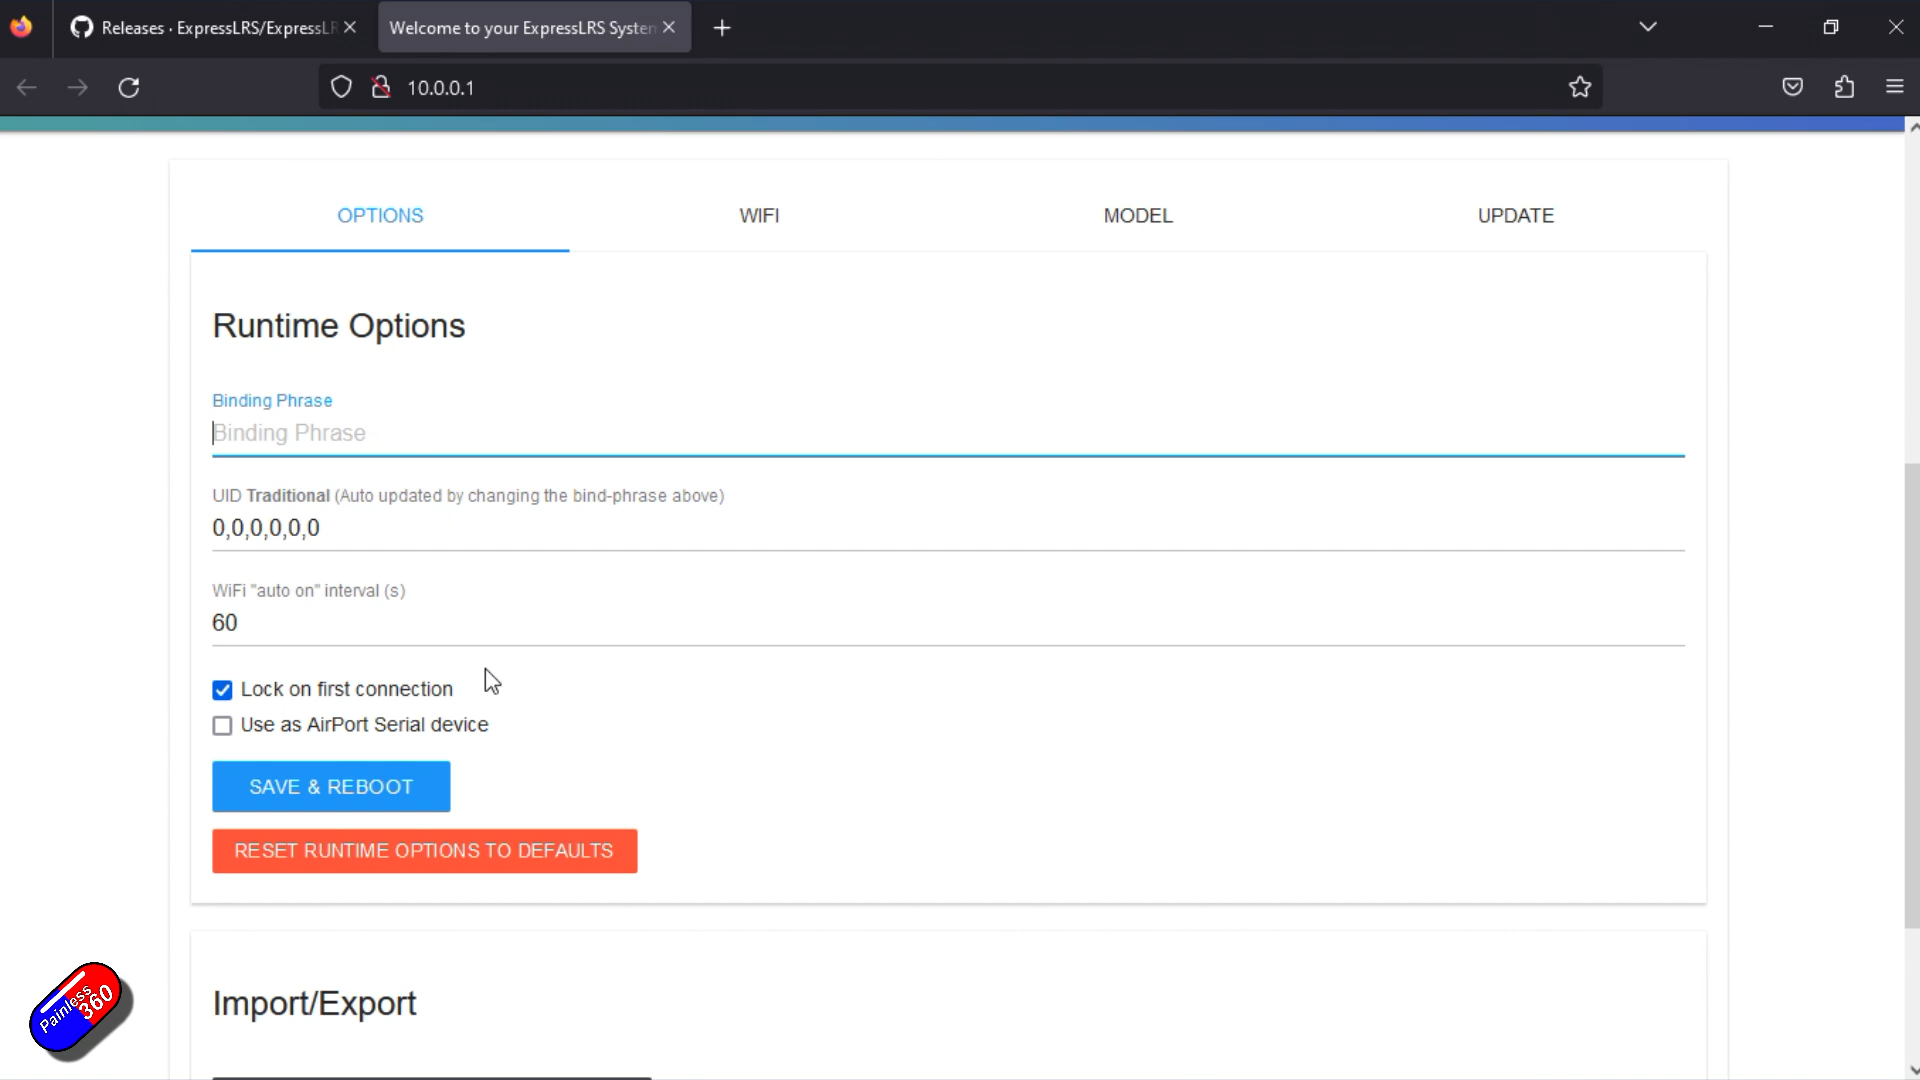 Releases · ExpressLRS/ExpressLR
Welcome to your ExpressLRS System
10.0.0.1
OPTIONS
WIFI
MODEL
UPDATE
Runtime Options
Binding Phrase
Binding Phrase
UID Traditional (Auto updated by changing the bind-phrase above)
0,0,0,0,0,0
WiFi "auto on" interval (s)
60
Lock on first connection
Use as AirPort Serial device
SAVE & REBOOT
RESET RUNTIME OPTIONS TO DEFAULTS
Import/Export
Painless
360